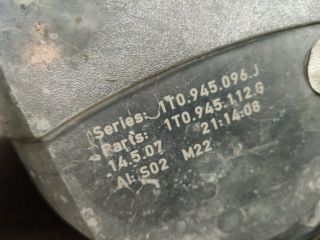 Series: 1T0.945.096.J
Parts: 1T0.945.112.G
14.5.07 21:14:08
AI: S02 M22